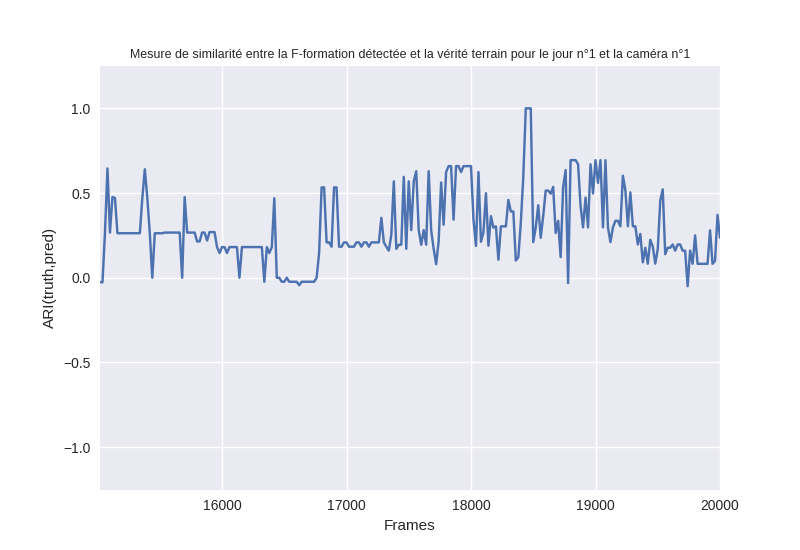 Mesure de similarité entre la F-formation détectée et la vérité terrain pour le jour n°1 et la caméra n°1
1.0
0.5
0.0
−0.5
−1.0
ARI(truth,pred)
16000 17000 18000 19000 20000
Frames